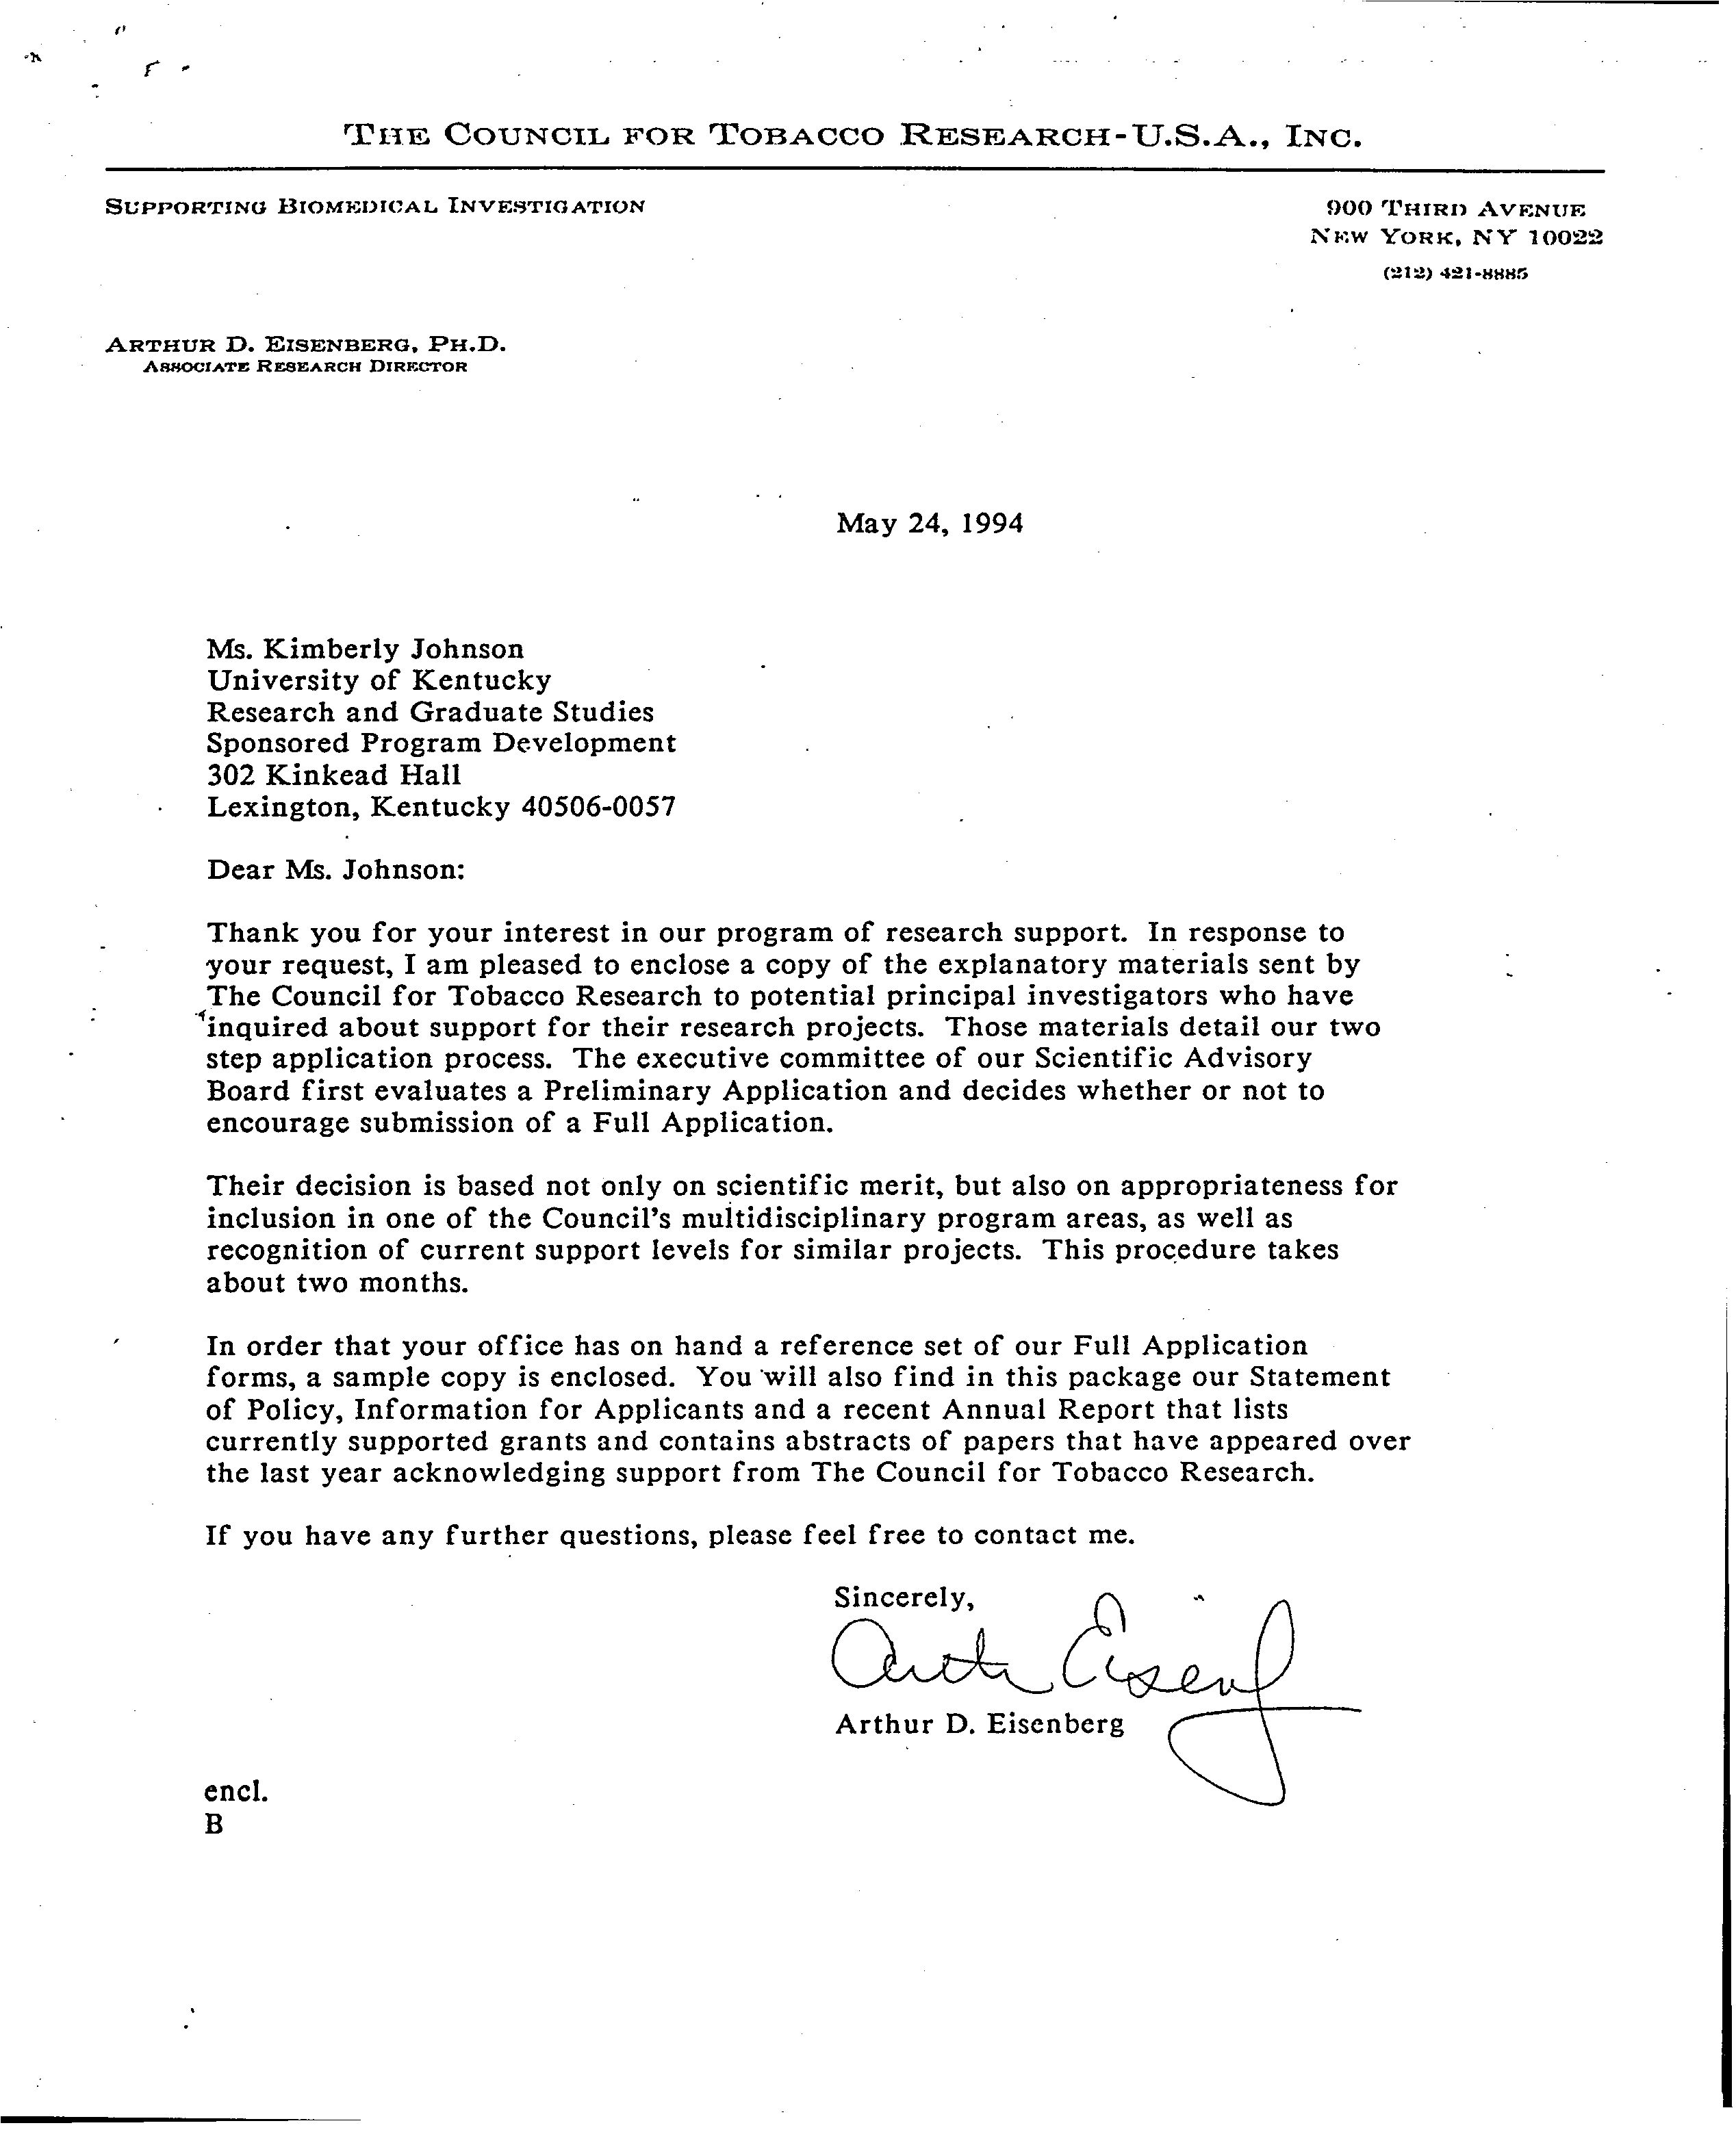 THE COUNCIL FOR TOBACCO RESEARCH-U.S.A., INC.
SUPPORTING BIOMEDICAL INVESTIGATION
900 THIRD AVENUE
NEW YORK, NY 10022
(212) 421-8885
ARTHUR D. EISENBERG, PH.D.
ASSOCIATE RESEARCH DIRECTOR
May 24, 1994
Ms. Kimberly Johnson
University of Kentucky
Research and Graduate Studies
Sponsored Program Development
302 Kinkead Hall
Lexington, Kentucky 40506-0057
Dear Ms. Johnson:
Thank you for your interest in our program of research support. In response to
your request, I am pleased to enclose a copy of the explanatory materials sent by
The Council for Tobacco Research to potential principal investigators who have
inquired about support for their research projects. Those materials detail our two
step application process. The executive committee of our Scientific Advisory
Board first evaluates a Preliminary Application and decides whether or not to
encourage submission of a Full Application.
Their decision is based not only on scientific merit, but also on appropriateness for
inclusion in one of the Council's multidisciplinary program areas, as well as
recognition of current support levels for similar projects. This procedure takes
about two months.
In order that your office has on hand a reference set of our Full Application
forms, a sample copy is enclosed. You will also find in this package our Statement
of Policy, Information for Applicants and a recent Annual Report that lists
currently supported grants and contains abstracts of papers that have appeared over
the last year acknowledging support from The Council for Tobacco Research.
If you have any further questions, please feel free to contact me.
Sincerely,
Arthur D. Eisenberg
encl.
B